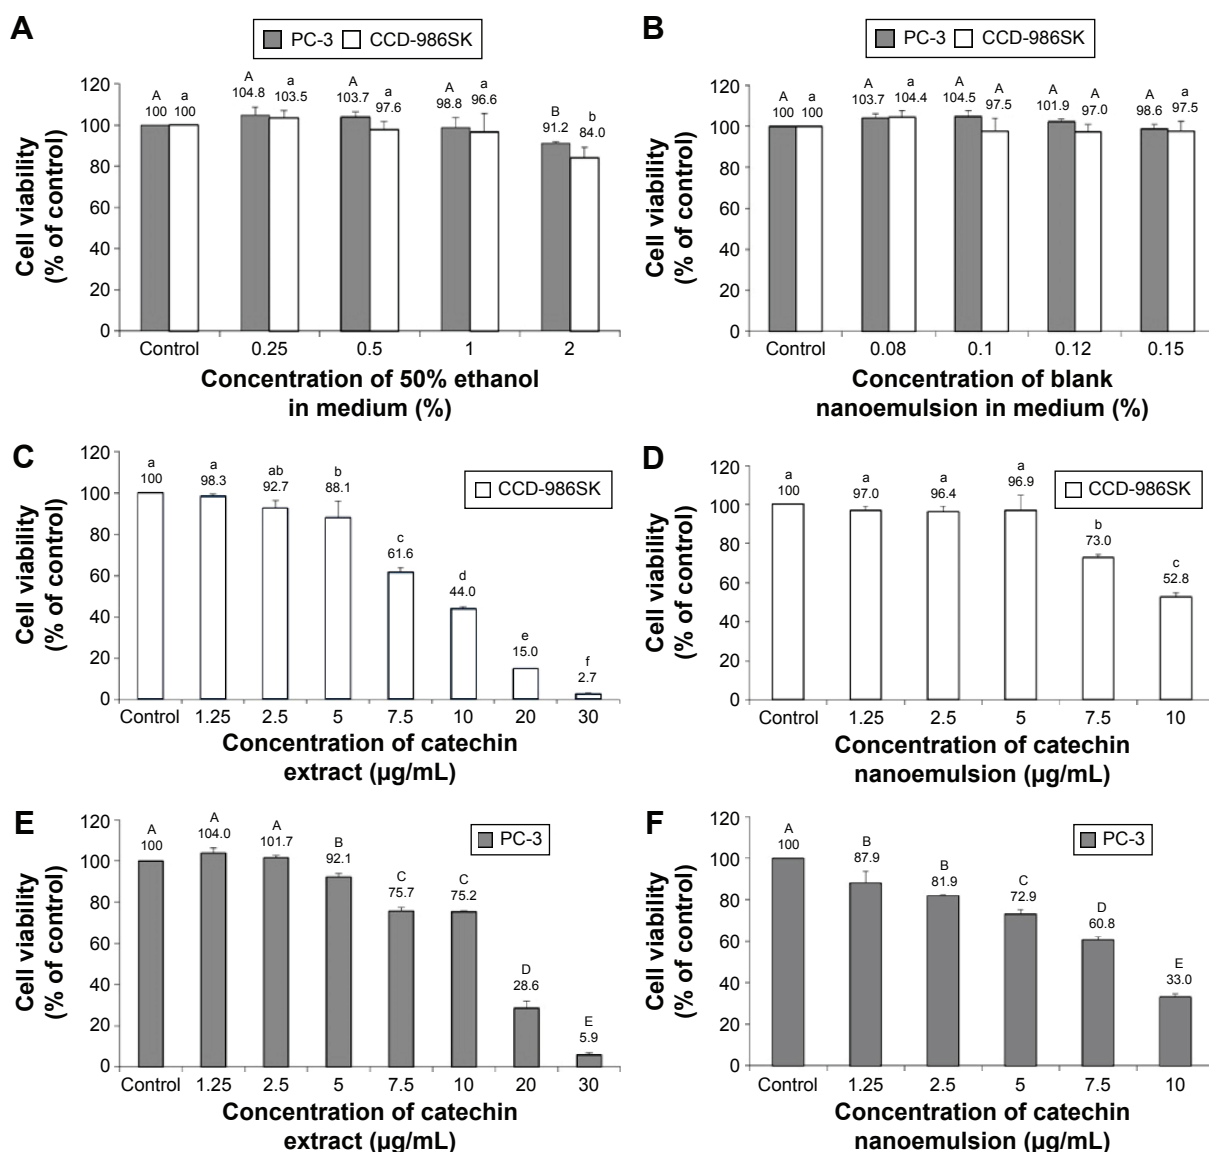 A
PC-3 CCD-986SK
Cell viability
(% of control)
120
100
80
60
40
20
0
A
100
a
100
A
104.8
a
103.5
A
103.7
a
97.6
A
98.8
a
96.6
B
91.2
b
84.0
Control 0.25 0.5 1 2
Concentration of 50% ethanol
in medium (%)
B
PC-3 CCD-986SK
Cell viability
(% of control)
120
100
80
60
40
20
0
A
100
a
100
A
103.7
a
104.4
A
104.5
A
97.5
A
101.9
A
97.0
A
98.6
a
97.5
Control 0.08 0.1 0.12 0.15
Concentration of blank
nanoemulsion in medium (%)
C
CCD-986SK
Cell viability
(% of control)
120
100
80
60
40
20
0
a
100
a
98.3
ab
92.7
b
88.1
c
61.6
d
44.0
e
15.0
f
2.7
Control 1.25 2.5 5 7.5 10 20 30
Concentration of catechin
extract (µg/mL)
D
CCD-986SK
Cell viability
(% of control)
120
100
80
60
40
20
0
a
100
a
97.0
a
96.4
a
96.9
b
73.0
c
52.8
Control 1.25 2.5 5 7.5 10
Concentration of catechin
nanoemulsion (µg/mL)
E
PC-3
Cell viability
(% of control)
120
100
80
60
40
20
0
A
100
A
104.0
A
101.7
B
92.1
C
75.7
C
75.2
D
28.6
E
5.9
Control 1.25 2.5 5 7.5 10 20 30
Concentration of catechin
extract (µg/mL)
F
PC-3
Cell viability
(% of control)
120
100
80
60
40
20
0
A
100
B
87.9
B
81.9
C
72.9
D
60.8
E
33.0
Control 1.25 2.5 5 7.5 10
Concentration of catechin
nanoemulsion (µg/mL)